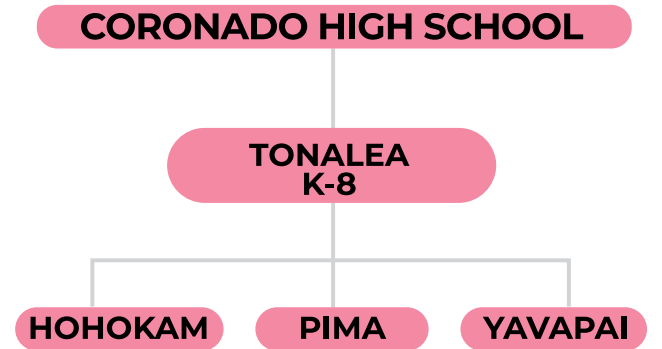 CORONADO HIGH SCHOOL
TONALEA
K-8
HOHOKAM
PIMA
YAVAPAI